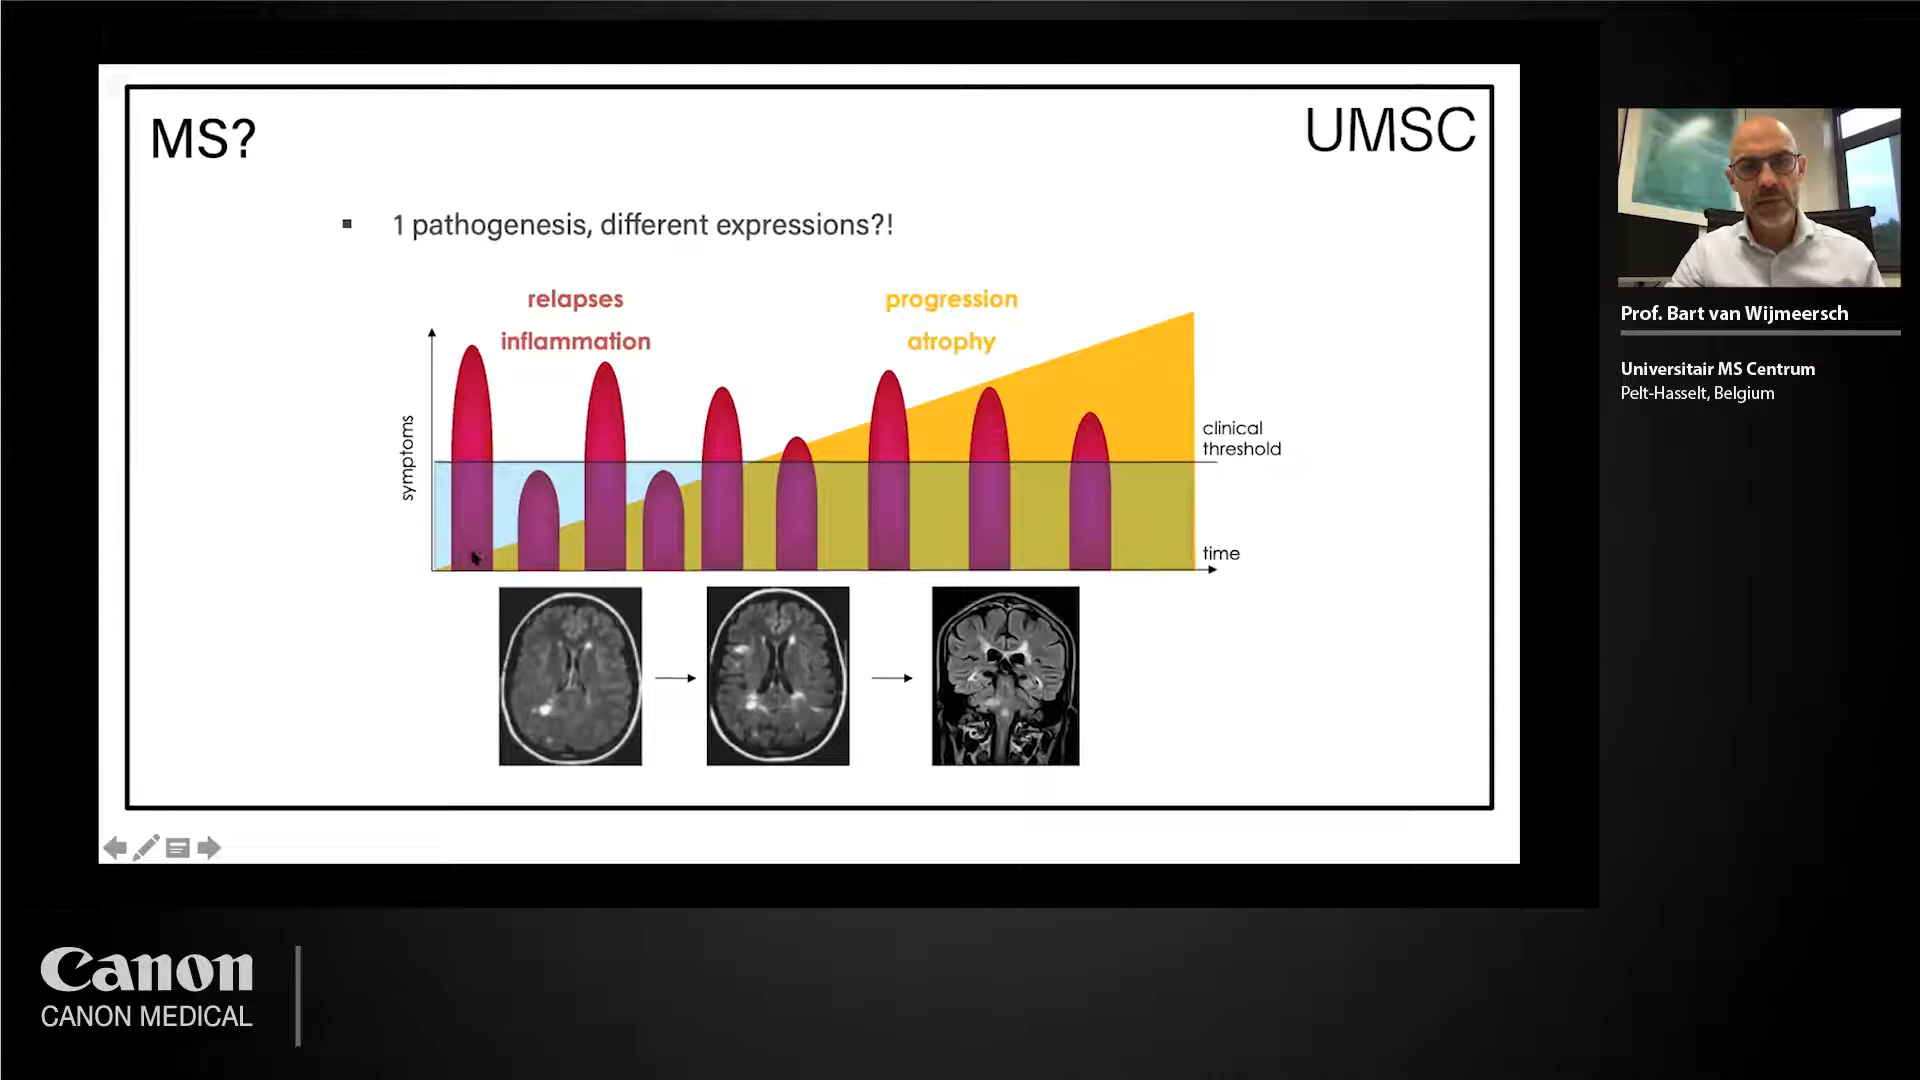 MS?
UMSC
▪ 1 pathogenesis, different expressions?!
relapses
inflammation
progression
atrophy
symptoms
clinical
threshold
time
Prof. Bart van Wijmeersch
Universitair MS Centrum
Pelt-Hasselt, Belgium
Canon
CANON MEDICAL